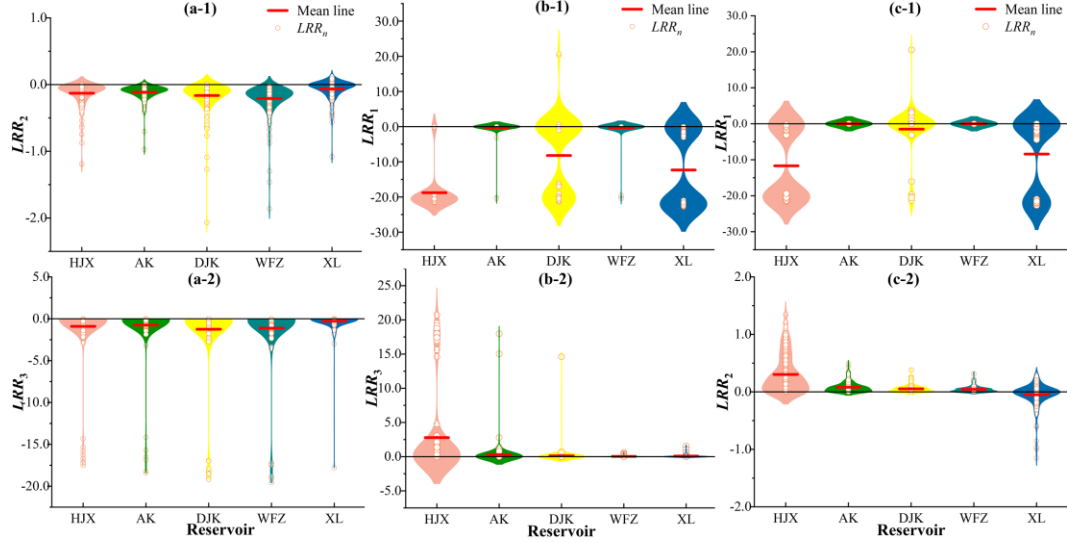 (a-1)
1.0
0.0
-1.0
-2.0
LRR2
Mean line
LRRn
HJX AK DJK WFZ XL
(b-1)
30.0
20.0
10.0
0.0
-10.0
-20.0
-30.0
LRR1
Mean line
LRRn
HJX AK DJK WFZ XL
(c-1)
30.0
20.0
10.0
0.0
-10.0
-20.0
-30.0
LRR1
Mean line
LRRn
HJX AK DJK WFZ XL
(a-2)
5.0
0.0
-5.0
-10.0
-15.0
-20.0
LRR3
HJX AK DJK WFZ XL
Reservoir
(b-2)
25.0
20.0
15.0
10.0
5.0
0.0
-5.0
LRR3
HJX AK DJK WFZ XL
Reservoir
(c-2)
2.0
1.0
0.0
-1.0
-2.0
LRR2
HJX AK DJK WFZ XL
Reservoir